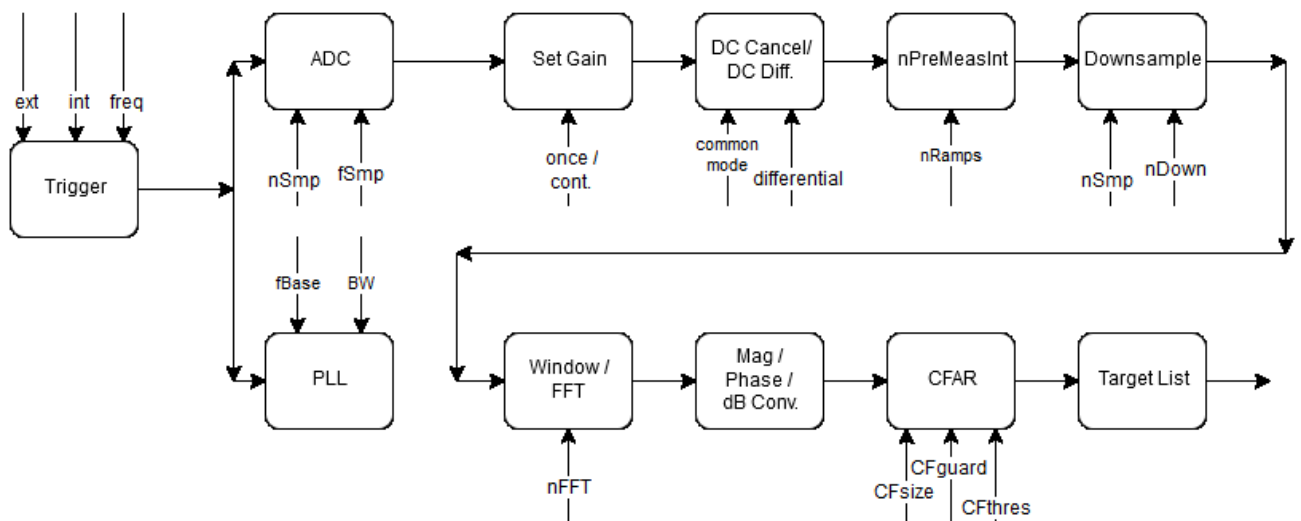 ext
int
freq
Trigger
ADC
nSmp
fSmp
Set Gain
once /
cont.
DC Cancel/
DC Diff.
common
mode
differential
nPreMeasInt
nRamps
Downsample
nSmp
nDown
fBase
BW
PLL
Window /
FFT
nFFT
Mag /
Phase /
dB Conv.
CFAR
CFsize
CFguard
CFthres
Target List